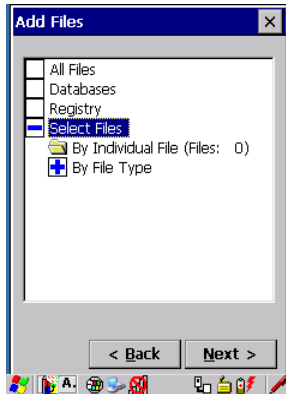 Add Files
All Files
Databases
Registry
Select Files
By Individual File (Files: 0)
By File Type
< Back
Next >
A.